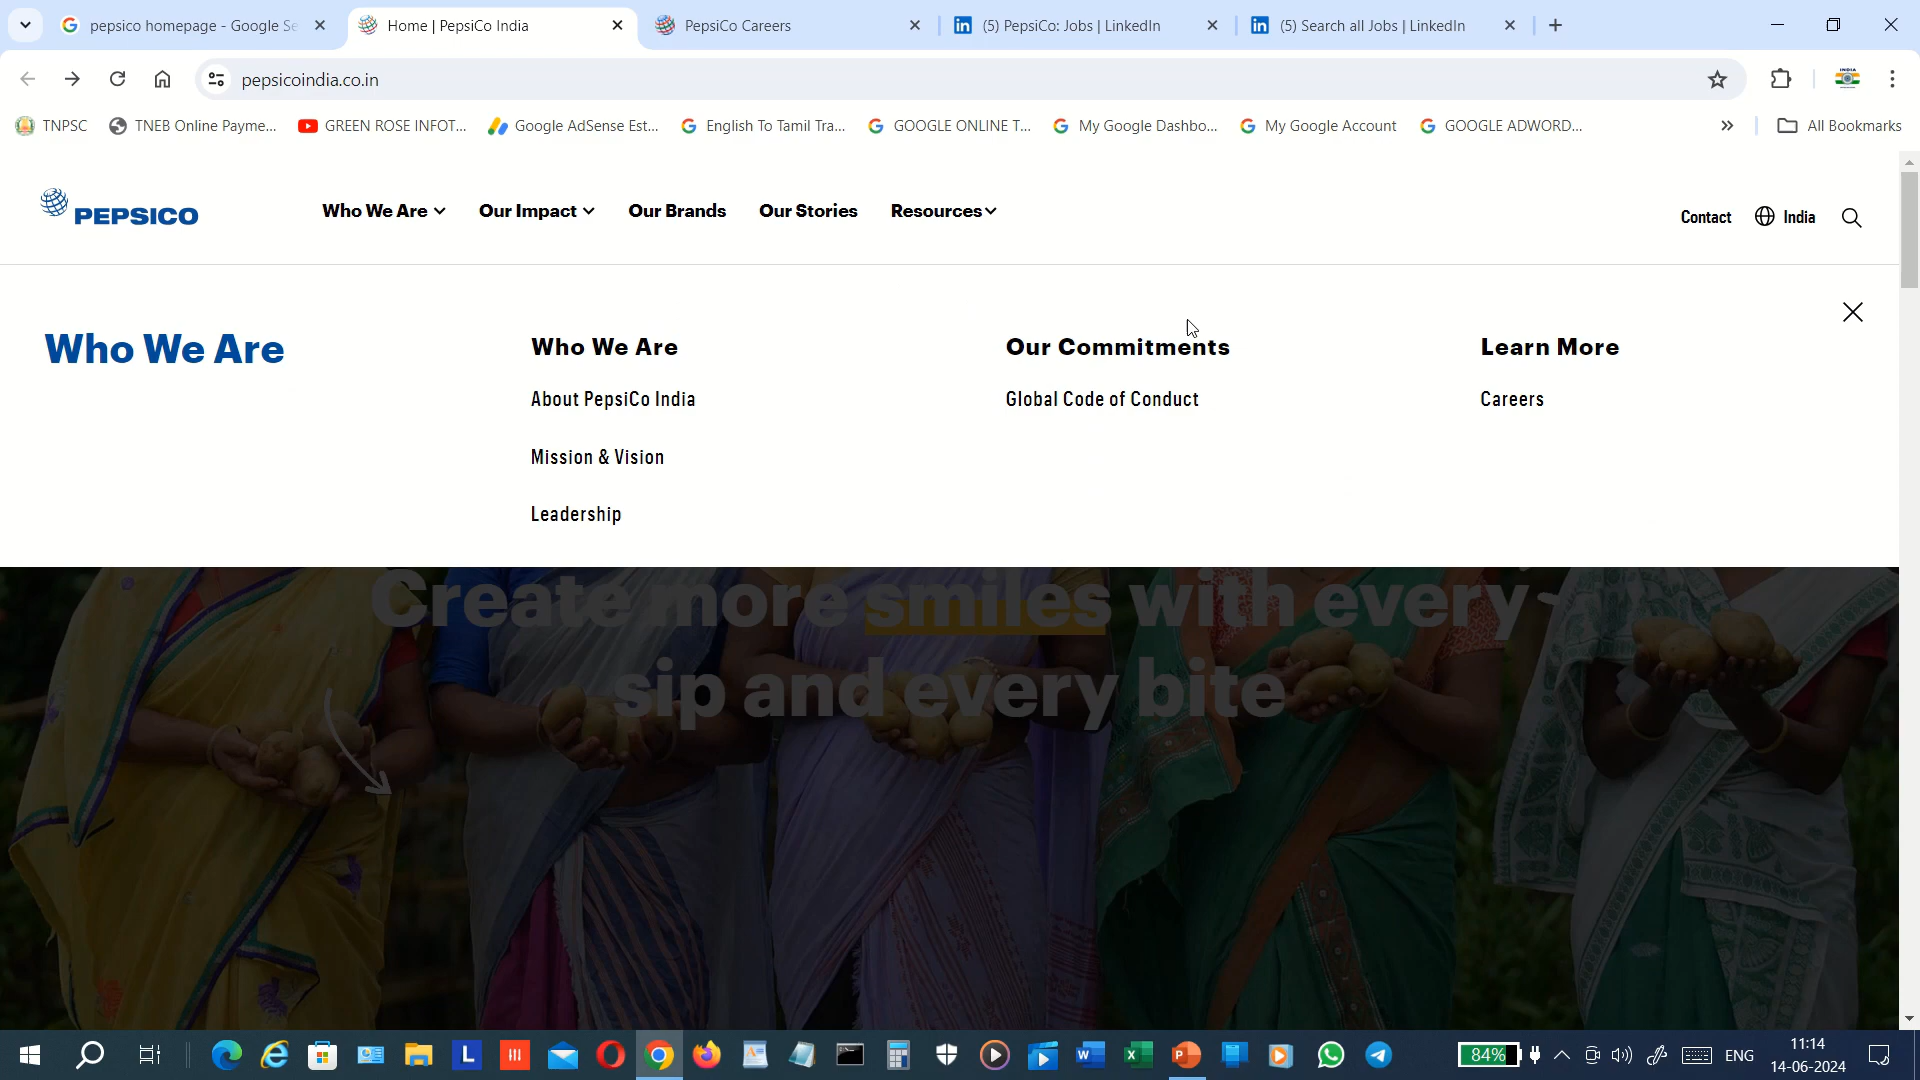 pepsico homepage - Google Se
Home | PepsiCo India
PepsiCo Careers
(5) PepsiCo: Jobs | LinkedIn
(5) Search all Jobs | LinkedIn
pepsicoindia.co.in
TNPSC
TNEB Online Payme...
GREEN ROSE INFOT...
Google AdSense Est...
English To Tamil Tra...
GOOGLE ONLINE T...
My Google Dashbo...
My Google Account
GOOGLE ADWORD...
All Bookmarks
PEPSICO
Who We Are
Our Impact
Our Brands
Our Stories
Resources
Contact
India
Who We Are
Who We Are
About PepsiCo India
Mission & Vision
Leadership
Our Commitments
Global Code of Conduct
Learn More
Careers
Create more smiles with every
sip and every bite
84%
ENG
11:14
14-06-2024